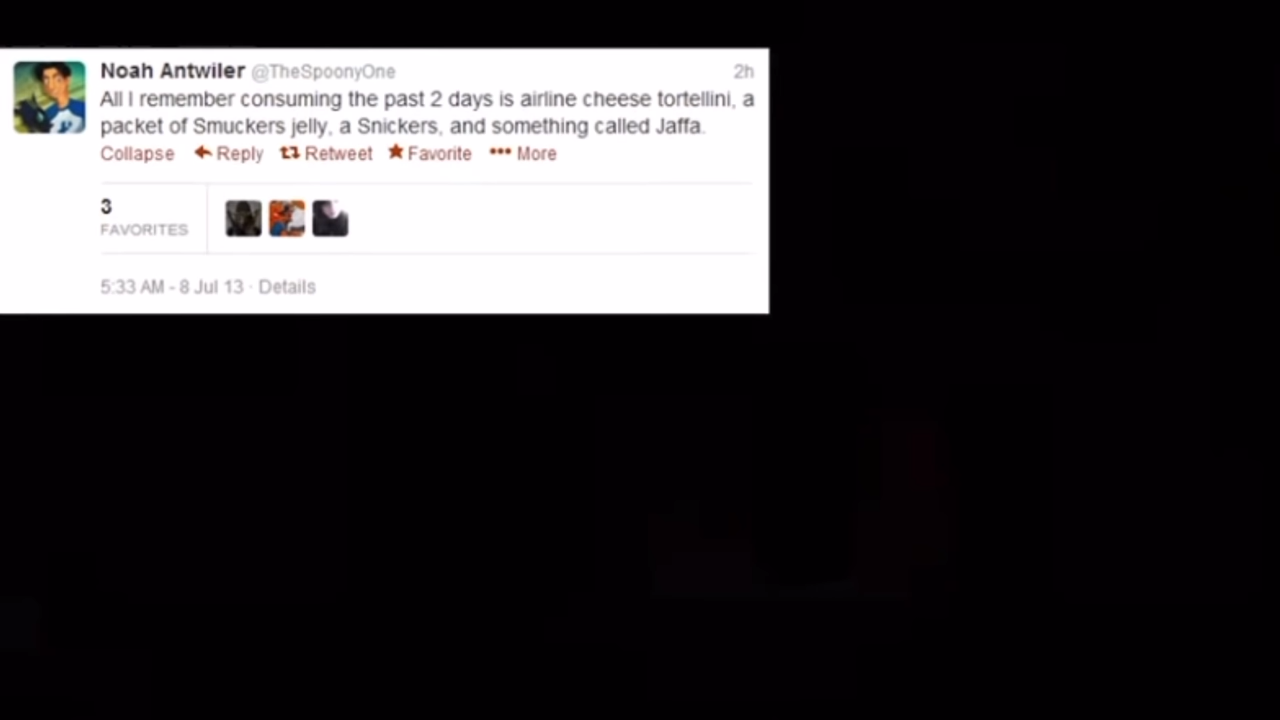 Noah Antwiler @TheSpoonyOne 2h
All I remember consuming the past 2 days is airline cheese tortellini, a
packet of Smuckers jelly, a Snickers, and something called Jaffa.
Collapse Reply Retweet Favorite More
3
FAVORITES
5:33 AM - 8 Jul 13 · Details